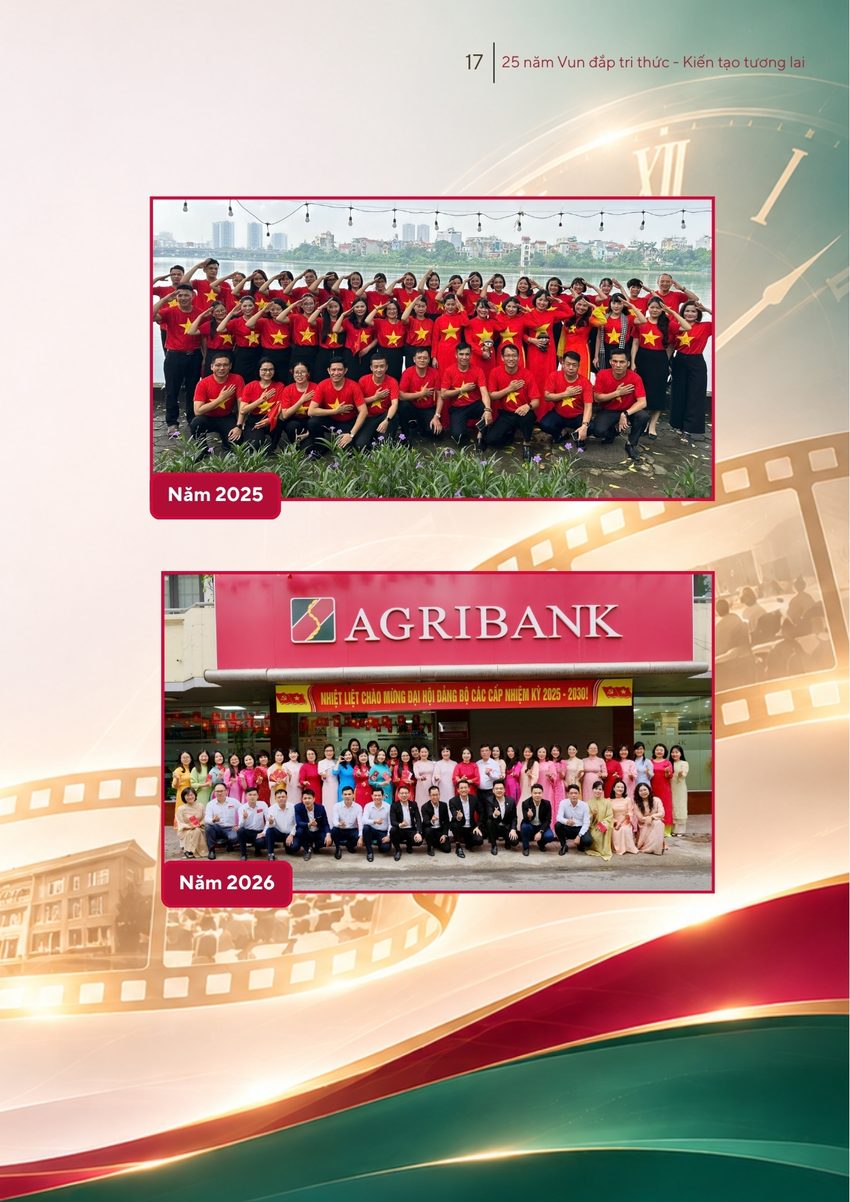 17
25 năm Vun đắp tri thức - Kiến tạo tương lai
XII
I
Năm 2025
AGRIBANK
NHIỆT LIỆT CHÀO MỪNG ĐẠI HỘI ĐẢNG BỘ CÁC CẤP NHIỆM KỲ 2025 - 2030!
Năm 2026